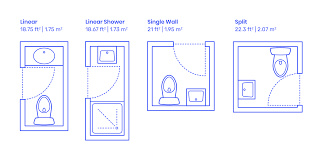 Linear
18.75 ft² | 1.75 m²
Linear Shower
18.67 ft² | 1.73 m²
Single Wall
21 ft² | 1.95 m²
Split
22.3 ft² | 2.07 m²